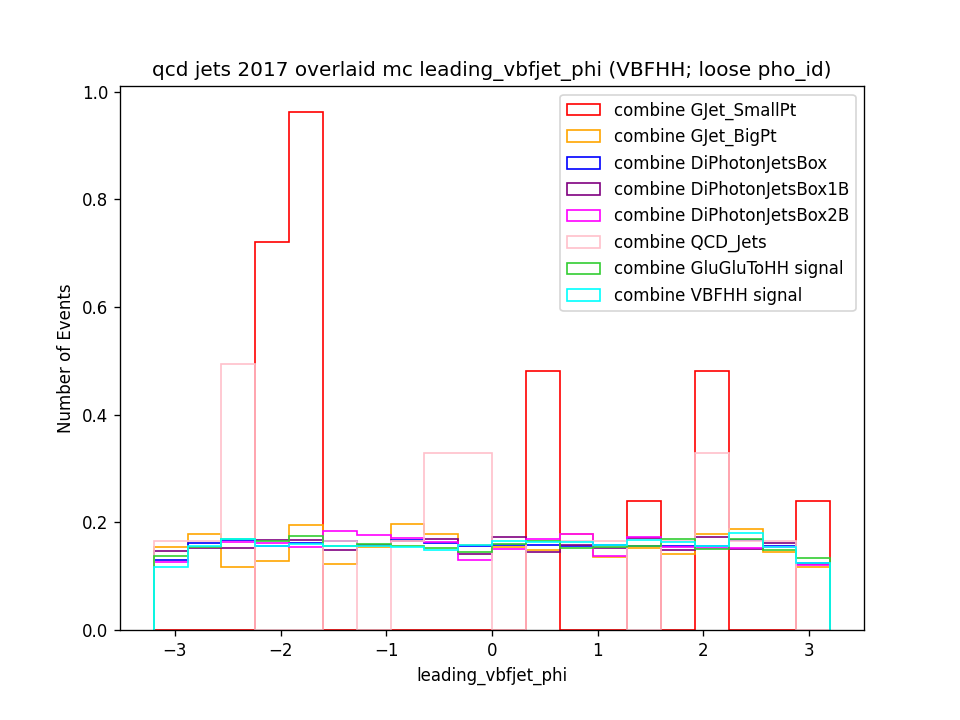 qcd jets 2017 overlaid mc leading_vbfjet_phi (VBFHH; loose pho_id)
1.0
0.8
0.6
0.4
0.2
0.0
Number of Events
combine GJet_SmallPt
combine GJet_BigPt
combine DiPhotonJetsBox
combine DiPhotonJetsBox1B
combine DiPhotonJetsBox2B
combine QCD_Jets
combine GluGluToHH signal
combine VBFHH signal
−3 −2 −1 0 1 2 3
leading_vbfjet_phi